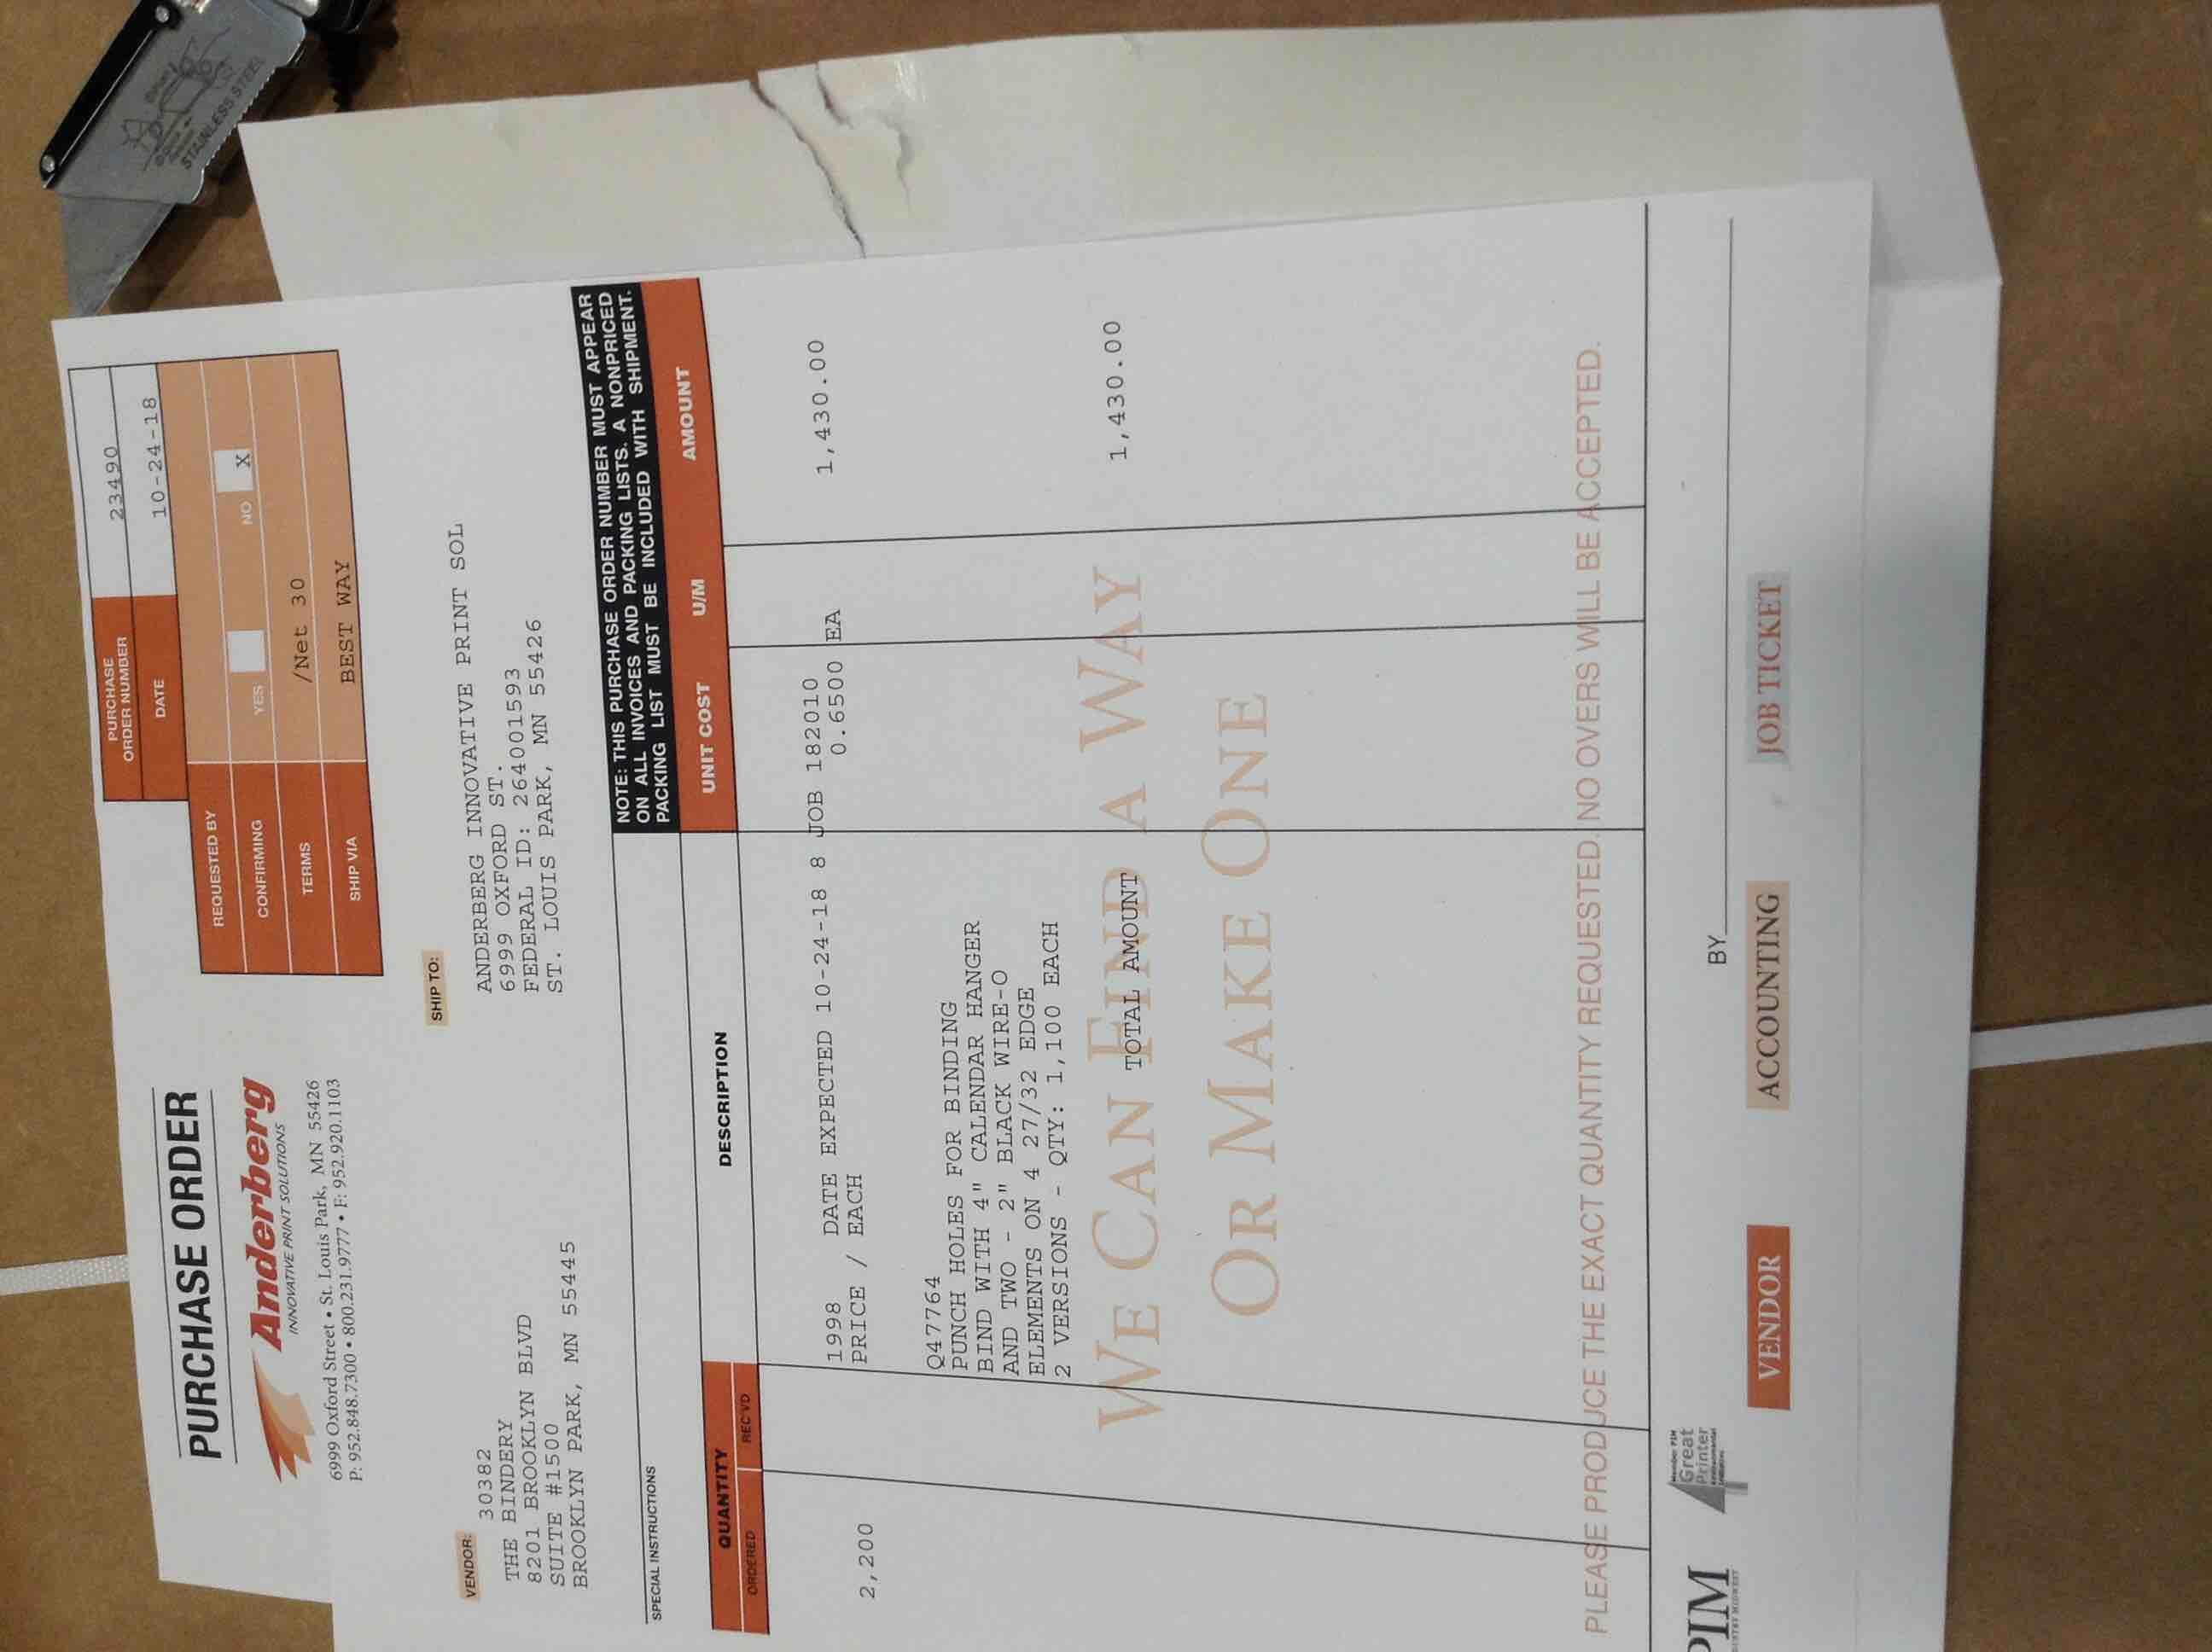 PURCHASE ORDER
Anderberg
INNOVATIVE PRINT SOLUTIONS
6999 Oxford Street • St. Louis Park, MN 55426
P: 952.848.7300 • 800.231.9777 • F: 952.920.1103
PURCHASE
ORDER NUMBER
23490
DATE
10-24-18
REQUESTED BY
CONFIRMING
YES
NO
X
TERMS
/Net 30
SHIP VIA
BEST WAY
VENDOR:
30382
THE BINDERY
8201 BROOKLYN BLVD
SUITE #1500
BROOKLYN PARK, MN 55445
SHIP TO:
ANDERBERG INNOVATIVE PRINT SOL
6999 OXFORD ST.
FEDERAL ID: 264001593
ST. LOUIS PARK, MN 55426
SPECIAL INSTRUCTIONS
NOTE: THIS PURCHASE ORDER NUMBER MUST APPEAR
ON ALL INVOICES AND PACKING LISTS. A NONPRICED
PACKING LIST MUST BE INCLUDED WITH SHIPMENT.
QUANTITY
ORDERED
REC'VD
DESCRIPTION
UNIT COST
U/M
AMOUNT
1998 DATE EXPECTED 10-24-18 8 JOB 182010
2,200 PRICE / EACH 0.6500 EA 1,430.00
Q47764
PUNCH HOLES FOR BINDING
BIND WITH 4" CALENDAR HANGER
AND TWO - 2" BLACK WIRE-O
ELEMENTS ON 4 27/32 EDGE
2 VERSIONS - QTY: 1,100 EACH
TOTAL AMOUNT 1,430.00
WE CAN FIND A WAY
OR MAKE ONE
PLEASE PRODUCE THE EXACT QUANTITY REQUESTED. NO OVERS WILL BE ACCEPTED.
PIM
Member PIM
Great
Printer
BY
VENDOR
ACCOUNTING
JOB TICKET
STAINLESS STEEL